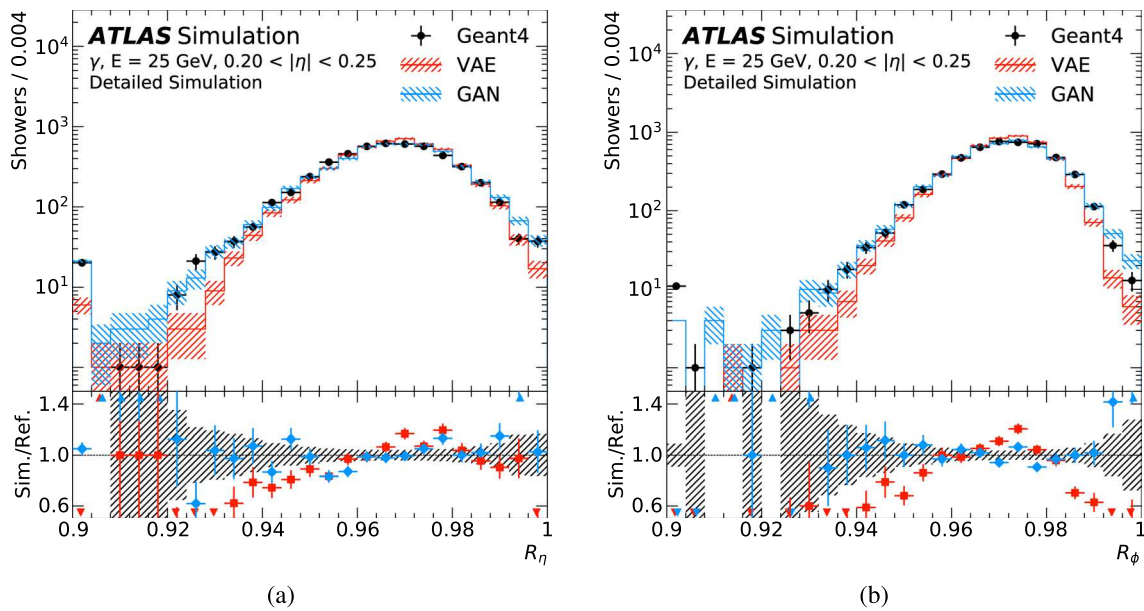 ATLAS Simulation
γ, E = 25 GeV, 0.20 < |η| < 0.25
Detailed Simulation
Geant4
VAE
GAN
Showers / 0.004
10⁴
10³
10²
10¹
Sim./Ref.
1.4
1.0
0.6
0.9 0.92 0.94 0.96 0.98 1
Rη
(a)
ATLAS Simulation
γ, E = 25 GeV, 0.20 < |η| < 0.25
Detailed Simulation
Geant4
VAE
GAN
Showers / 0.004
10⁴
10³
10²
10¹
Sim./Ref.
1.4
1.0
0.6
0.9 0.92 0.94 0.96 0.98 1
Rϕ
(b)